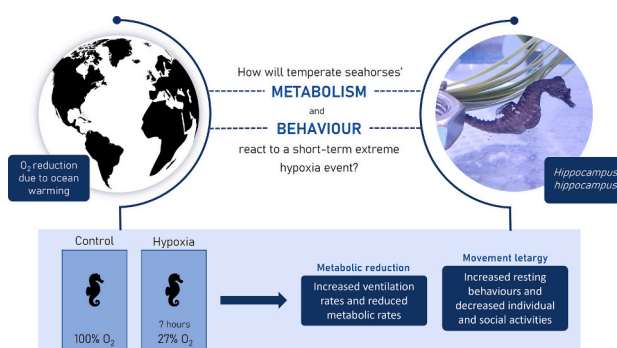 How will temperate seahorses'
METABOLISM
and
BEHAVIOUR
react to a short-term extreme
hypoxia event?
O₂ reduction
due to ocean
warming
Hippocampus
hippocampus
Control
100% O₂
Hypoxia
7 hours
27% O₂
Metabolic reduction
Increased ventilation
rates and reduced
metabolic rates
Movement letargy
Increased resting
behaviours and
decreased individual
and social activities